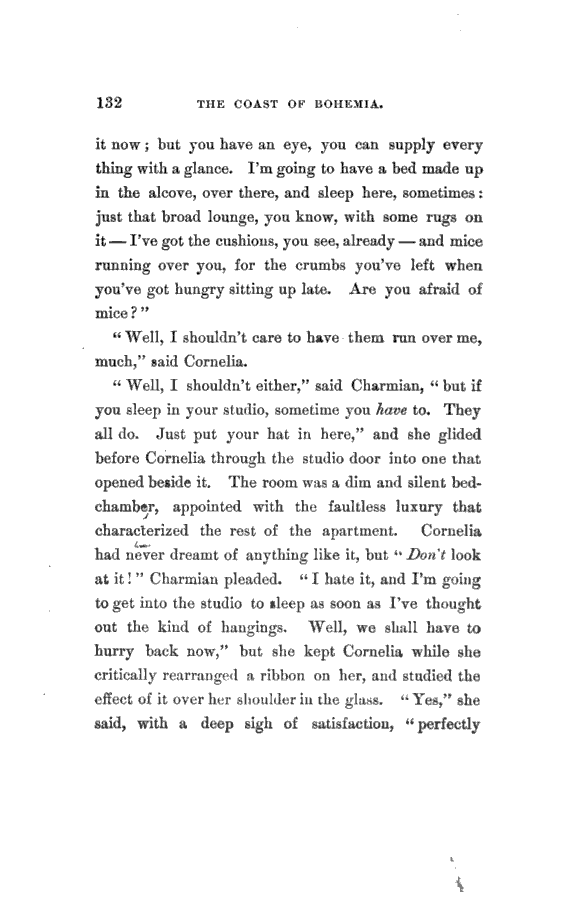 132 THE COAST OF BOHEMIA.
it now; but you have an eye, you can supply every
thing with a glance. I'm going to have a bed made up
in the alcove, over there, and sleep here, sometimes:
just that broad lounge, you know, with some rugs on
it — I've got the cushions, you see, already — and mice
running over you, for the crumbs you've left when
you've got hungry sitting up late. Are you afraid of
mice?"
"Well, I shouldn't care to have them run over me,
much," said Cornelia.
"Well, I shouldn't either," said Charmian, "but if
you sleep in your studio, sometime you have to. They
all do. Just put your hat in here," and she glided
before Cornelia through the studio door into one that
opened beside it. The room was a dim and silent bed-
chamber, appointed with the faultless luxury that
characterized the rest of the apartment. Cornelia
had never dreamt of anything like it, but "Don't look
at it!" Charmian pleaded. "I hate it, and I'm going
to get into the studio to sleep as soon as I've thought
out the kind of hangings. Well, we shall have to
hurry back now," but she kept Cornelia while she
critically rearranged a ribbon on her, and studied the
effect of it over her shoulder in the glass. "Yes," she
said, with a deep sigh of satisfaction, "perfectly